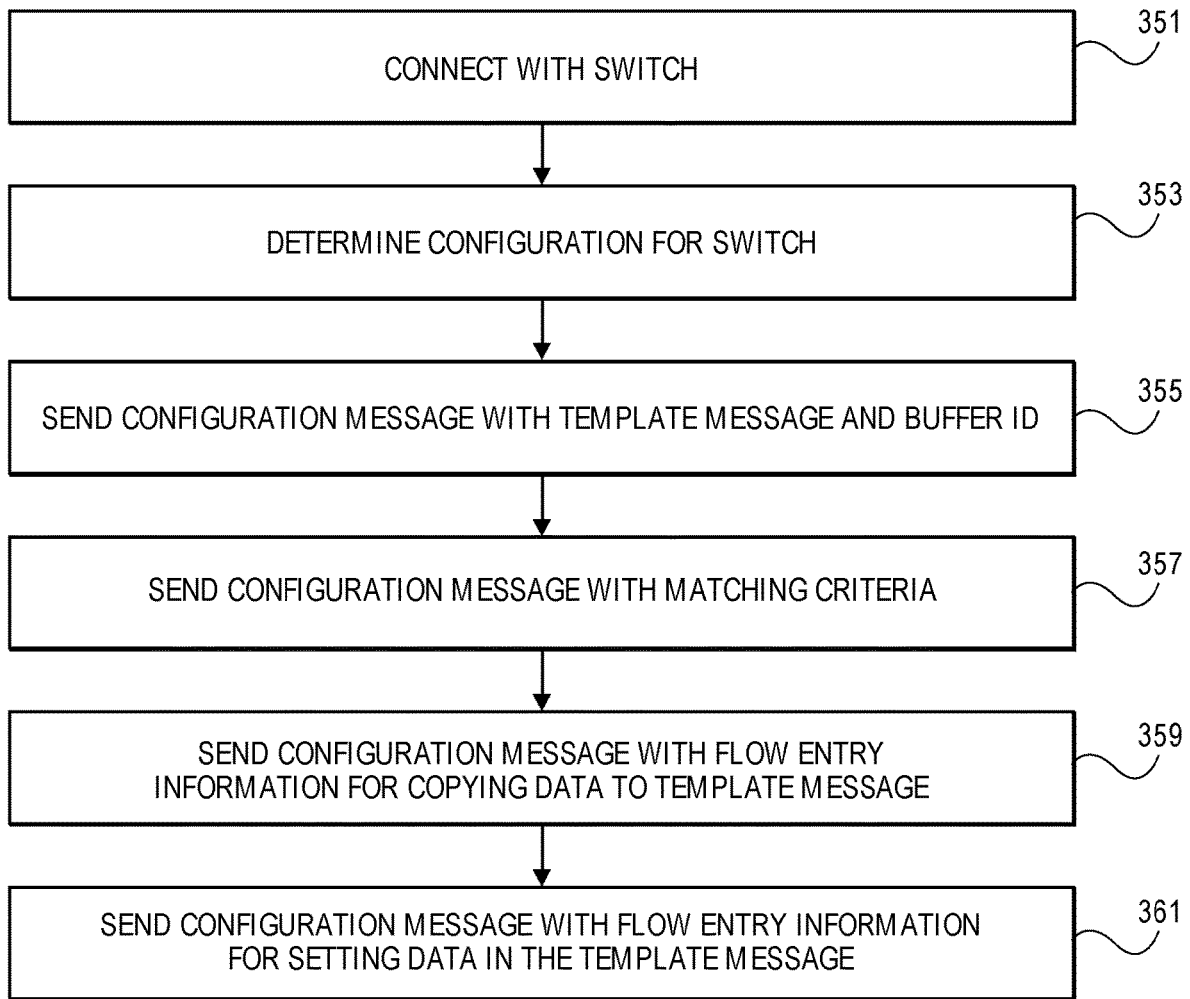 351
CONNECT WITH SWITCH
353
DETERMINE CONFIGURATION FOR SWITCH
355
SEND CONFIGURATION MESSAGE WITH TEMPLATE MESSAGE AND BUFFER ID
357
SEND CONFIGURATION MESSAGE WITH MATCHING CRITERIA
359
SEND CONFIGURATION MESSAGE WITH FLOW ENTRY
INFORMATION FOR COPYING DATA TO TEMPLATE MESSAGE
361
SEND CONFIGURATION MESSAGE WITH FLOW ENTRY INFORMATION
FOR SETTING DATA IN THE TEMPLATE MESSAGE